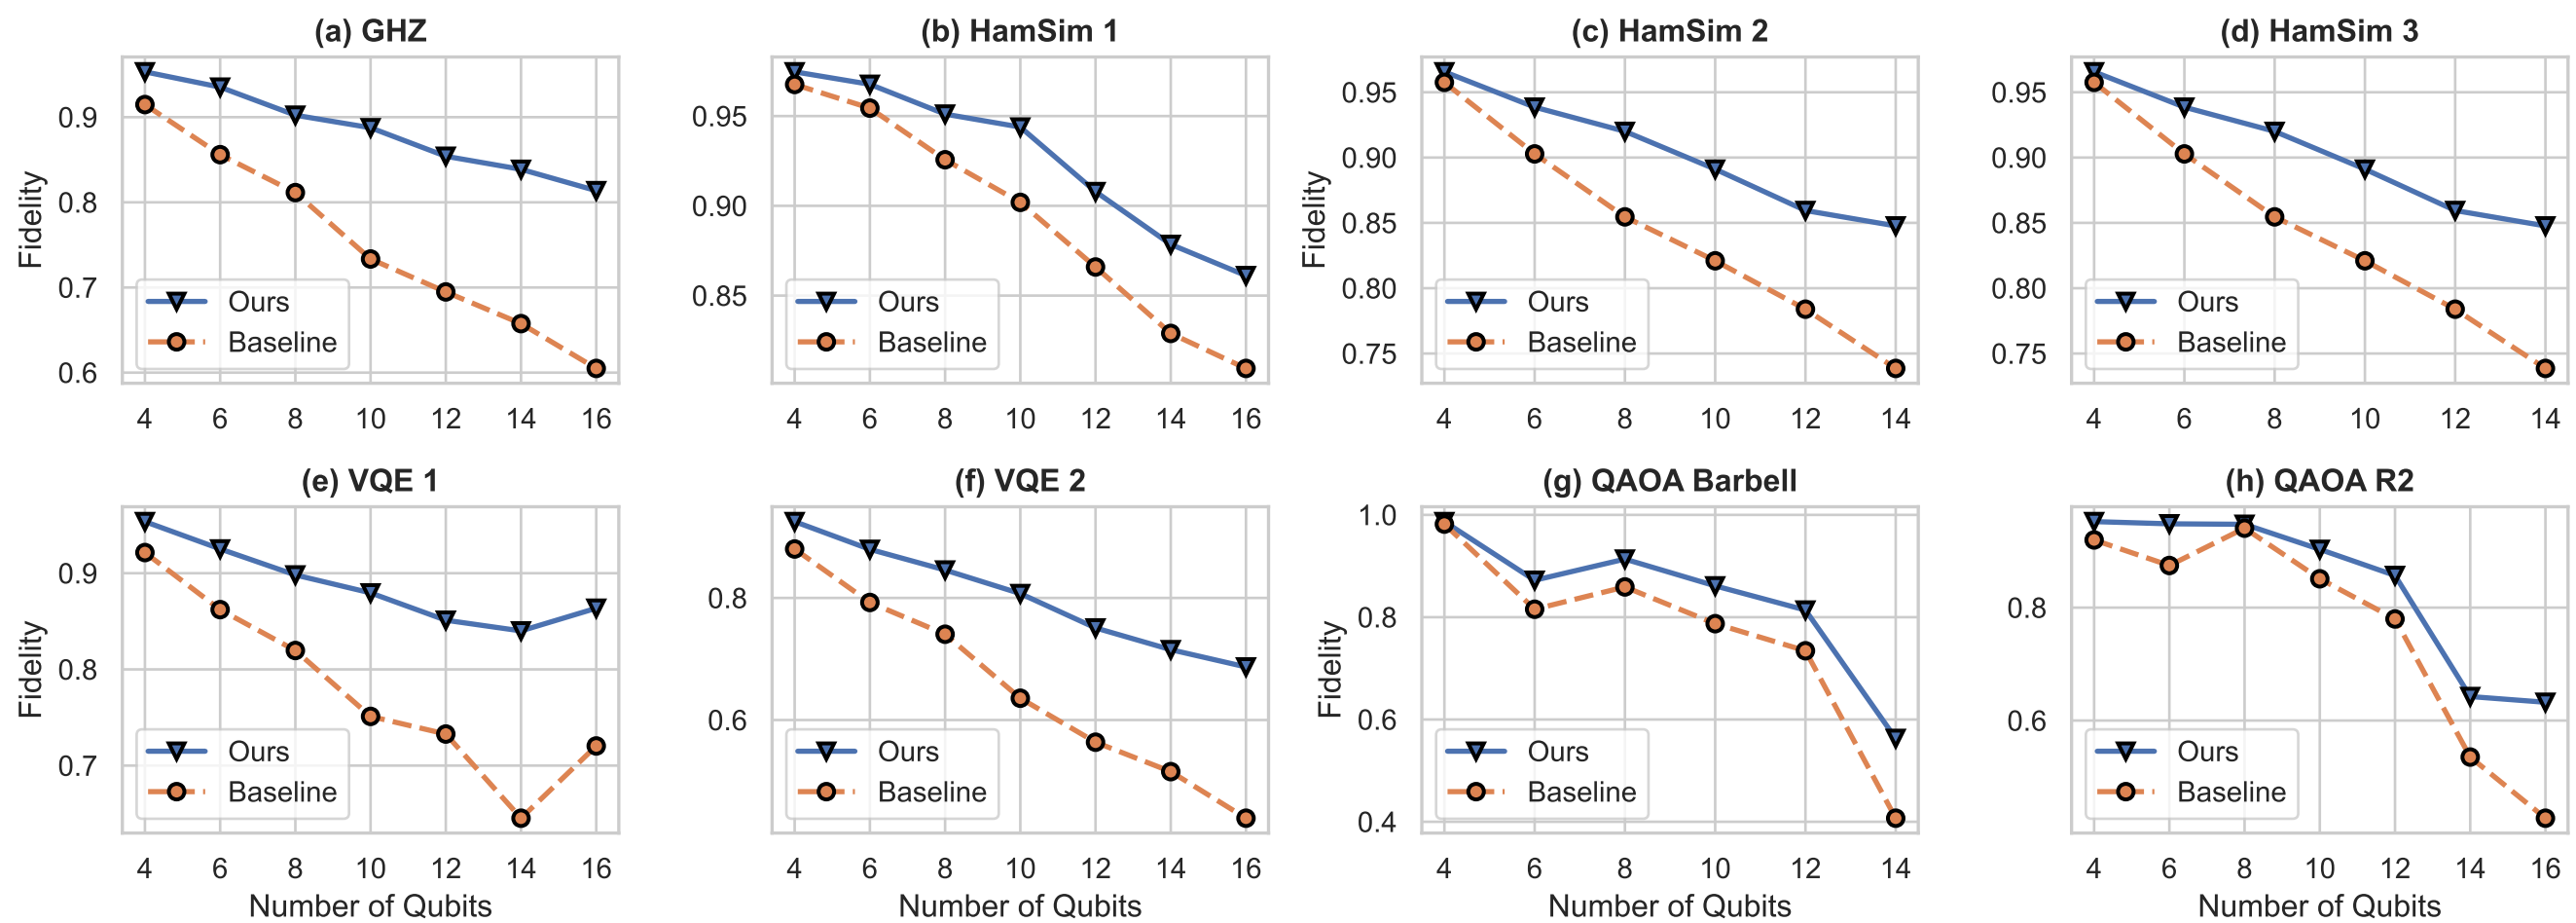 (a) GHZ
Fidelity
0.9
0.8
0.7
0.6
Ours
Baseline
4 6 8 10 12 14 16
(b) HamSim 1
0.95
0.90
0.85
Ours
Baseline
4 6 8 10 12 14 16
(c) HamSim 2
Fidelity
0.95
0.90
0.85
0.80
0.75
Ours
Baseline
4 6 8 10 12 14
(d) HamSim 3
0.95
0.90
0.85
0.80
0.75
Ours
Baseline
4 6 8 10 12 14
(e) VQE 1
Fidelity
0.9
0.8
0.7
Ours
Baseline
4 6 8 10 12 14 16
Number of Qubits
(f) VQE 2
0.8
0.6
Ours
Baseline
4 6 8 10 12 14 16
Number of Qubits
(g) QAOA Barbell
Fidelity
1.0
0.8
0.6
0.4
Ours
Baseline
4 6 8 10 12 14
Number of Qubits
(h) QAOA R2
0.8
0.6
Ours
Baseline
4 6 8 10 12 14 16
Number of Qubits